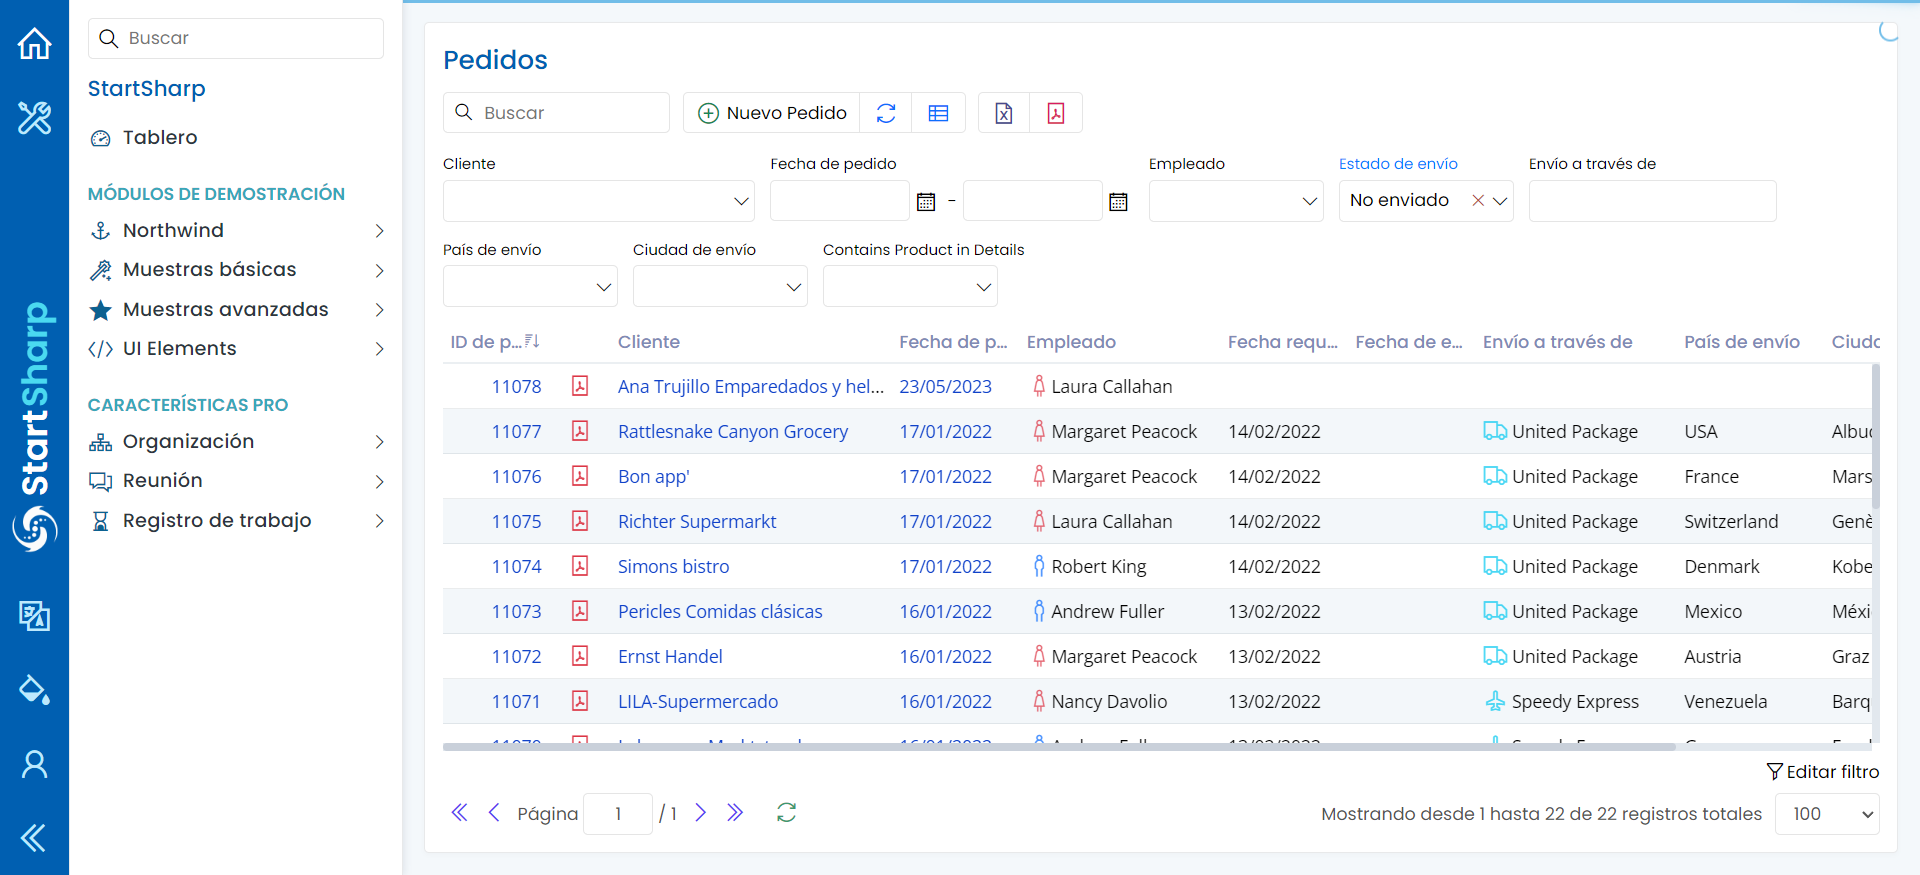 Buscar
StartSharp
Tablero
MÓDULOS DE DEMOSTRACIÓN
Northwind
Muestras básicas
Muestras avanzadas
UI Elements
CARACTERÍSTICAS PRO
Organización
Reunión
Registro de trabajo
StartSharp
Pedidos
Buscar
Nuevo Pedido
Cliente
Fecha de pedido
Empleado
Estado de envío
Envío a través de
-
No enviado
País de envío
Ciudad de envío
Contains Product in Details
ID de p... Cliente Fecha de p... Empleado Fecha requ... Fecha de e... Envío a través de País de envío Ciudad
11078 Ana Trujillo Emparedados y hel... 23/05/2023 Laura Callahan
11077 Rattlesnake Canyon Grocery 17/01/2022 Margaret Peacock 14/02/2022 United Package USA Albuq
11076 Bon app' 17/01/2022 Margaret Peacock 14/02/2022 United Package France Mars
11075 Richter Supermarkt 17/01/2022 Laura Callahan 14/02/2022 United Package Switzerland Genè
11074 Simons bistro 17/01/2022 Robert King 14/02/2022 United Package Denmark Kobe
11073 Pericles Comidas clásicas 16/01/2022 Andrew Fuller 13/02/2022 United Package Mexico Méxi
11072 Ernst Handel 16/01/2022 Margaret Peacock 13/02/2022 United Package Austria Graz
11071 LILA-Supermercado 16/01/2022 Nancy Davolio 13/02/2022 Speedy Express Venezuela Barq
Editar filtro
Página 1 / 1
Mostrando desde 1 hasta 22 de 22 registros totales 100